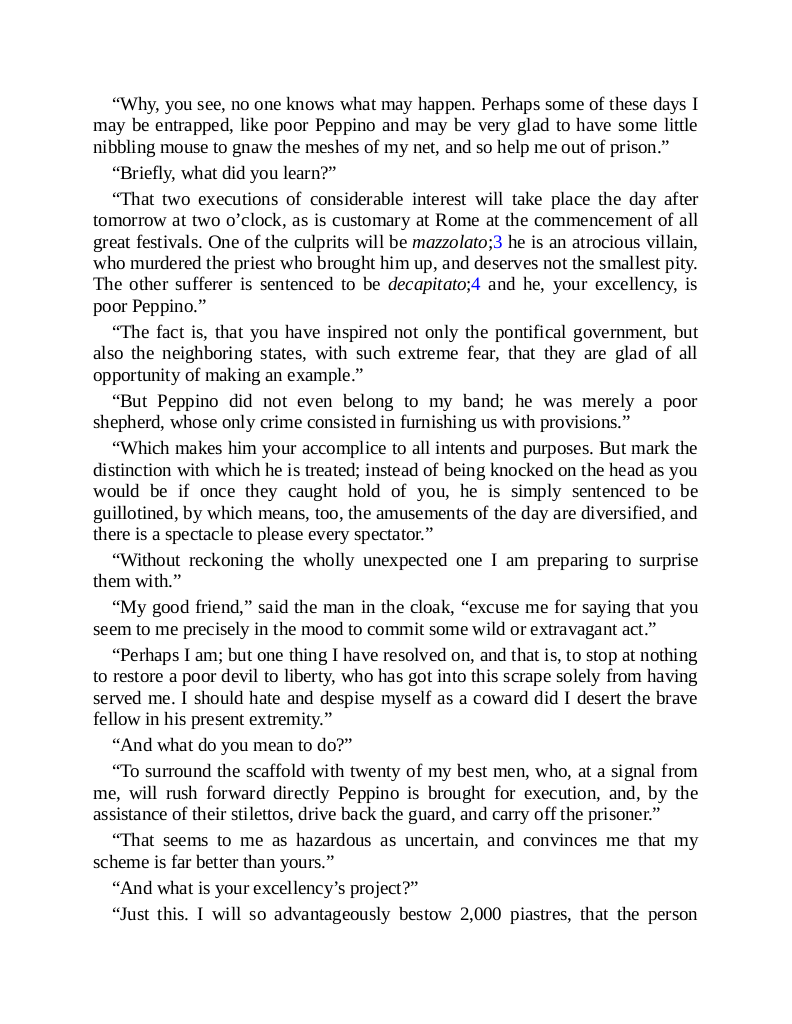 “Why, you see, no one knows what may happen. Perhaps some of these days I
may be entrapped, like poor Peppino and may be very glad to have some little
nibbling mouse to gnaw the meshes of my net, and so help me out of prison.”
“Briefly, what did you learn?”
“That two executions of considerable interest will take place the day after
tomorrow at two o’clock, as is customary at Rome at the commencement of all
great festivals. One of the culprits will be mazzolato;3 he is an atrocious villain,
who murdered the priest who brought him up, and deserves not the smallest pity.
The other sufferer is sentenced to be decapitato;4 and he, your excellency, is
poor Peppino.”
“The fact is, that you have inspired not only the pontifical government, but
also the neighboring states, with such extreme fear, that they are glad of all
opportunity of making an example.”
“But Peppino did not even belong to my band; he was merely a poor
shepherd, whose only crime consisted in furnishing us with provisions.”
“Which makes him your accomplice to all intents and purposes. But mark the
distinction with which he is treated; instead of being knocked on the head as you
would be if once they caught hold of you, he is simply sentenced to be
guillotined, by which means, too, the amusements of the day are diversified, and
there is a spectacle to please every spectator.”
“Without reckoning the wholly unexpected one I am preparing to surprise
them with.”
“My good friend,” said the man in the cloak, “excuse me for saying that you
seem to me precisely in the mood to commit some wild or extravagant act.”
“Perhaps I am; but one thing I have resolved on, and that is, to stop at nothing
to restore a poor devil to liberty, who has got into this scrape solely from having
served me. I should hate and despise myself as a coward did I desert the brave
fellow in his present extremity.”
“And what do you mean to do?”
“To surround the scaffold with twenty of my best men, who, at a signal from
me, will rush forward directly Peppino is brought for execution, and, by the
assistance of their stilettos, drive back the guard, and carry off the prisoner.”
“That seems to me as hazardous as uncertain, and convinces me that my
scheme is far better than yours.”
“And what is your excellency’s project?”
“Just this. I will so advantageously bestow 2,000 piastres, that the person